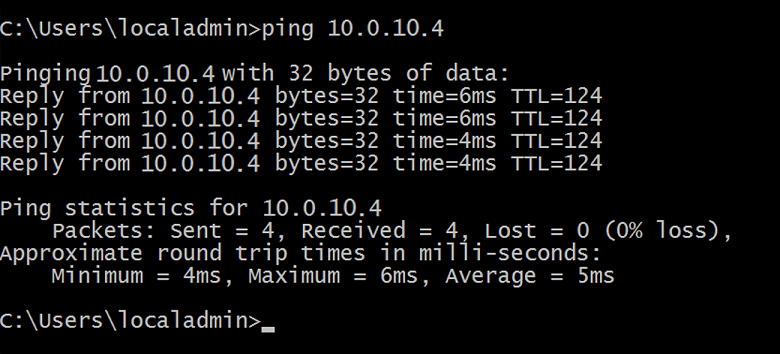 C:\Users\localadmin>ping 10.0.10.4
Pinging 10.0.10.4 with 32 bytes of data:
Reply from 10.0.10.4 bytes=32 time=6ms TTL=124
Reply from 10.0.10.4 bytes=32 time=6ms TTL=124
Reply from 10.0.10.4 bytes=32 time=4ms TTL=124
Reply from 10.0.10.4 bytes=32 time=4ms TTL=124
Ping statistics for 10.0.10.4
Packets: Sent = 4, Received = 4, Lost = 0 (0% loss),
Approximate round trip times in milli-seconds:
Minimum = 4ms, Maximum = 6ms, Average = 5ms
C:\Users\localadmin>_